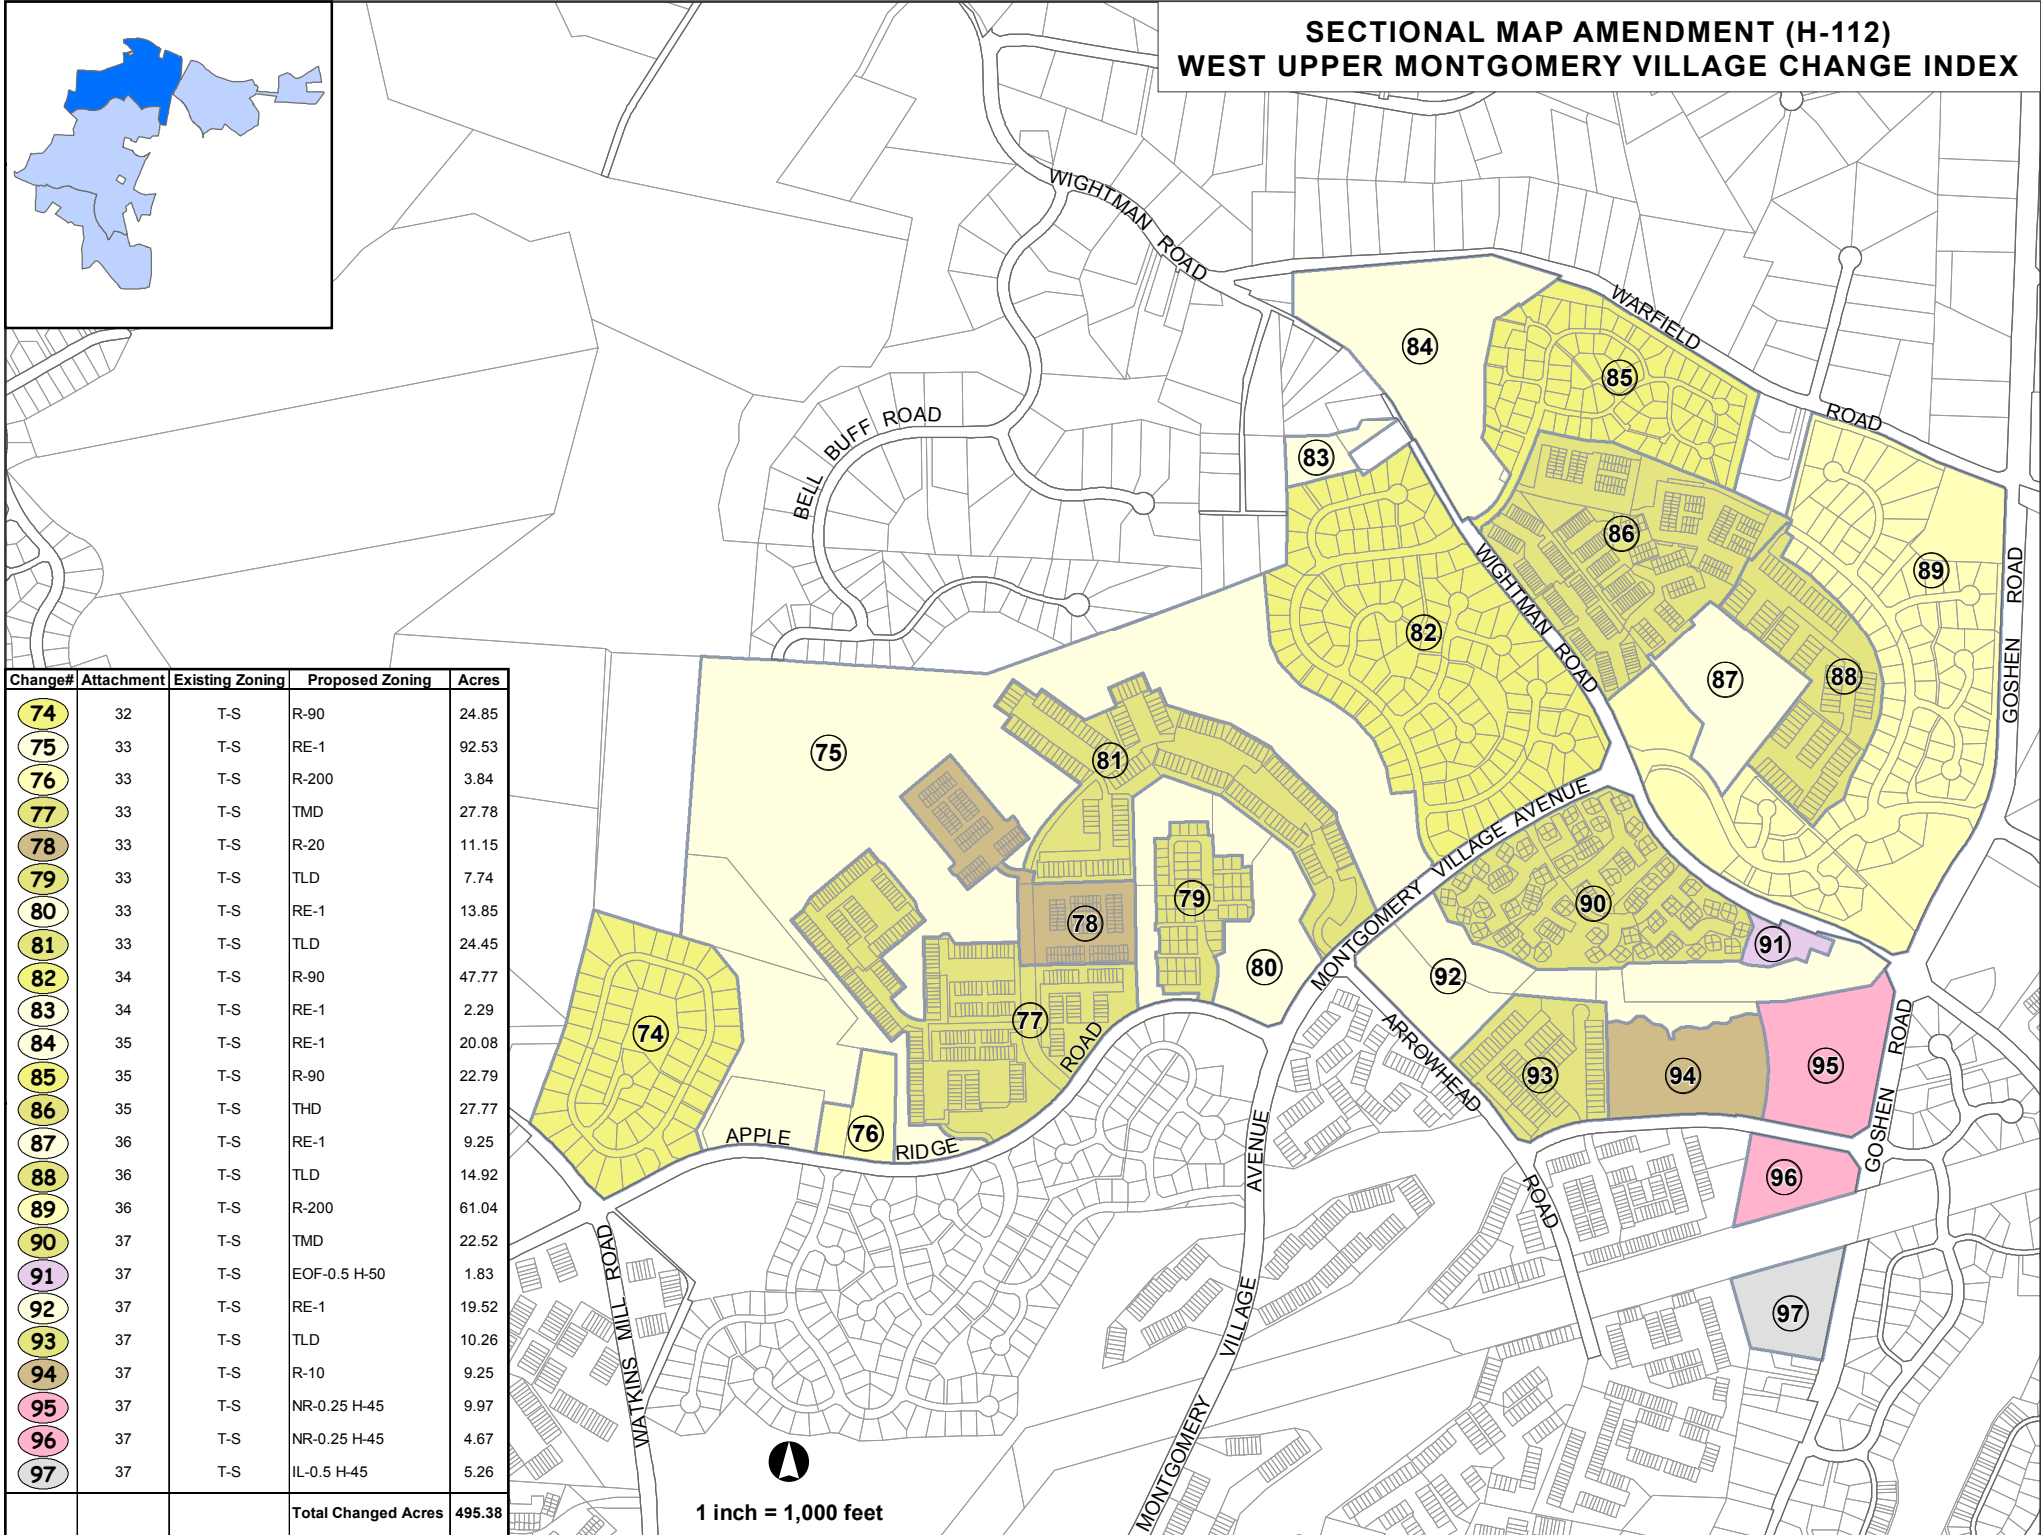 SECTIONAL MAP AMENDMENT (H-112)
WEST UPPER MONTGOMERY VILLAGE CHANGE INDEX
WIGHTMAN ROAD
WARFIELD
ROAD
BELL BUFF ROAD
WIGHTMAN ROAD
GOSHEN ROAD
MONTGOMERY VILLAGE AVENUE
ARROWHEAD
ROAD
GOSHEN ROAD
APPLE
RIDGE
ROAD
AVENUE
VILLAGE
MONTGOMERY
WATKINS MILL ROAD
84
85
83
86
89
82
87
88
75
81
79
78
80
90
91
92
74
77
76
93
94
95
96
97
Change# Attachment Existing Zoning Proposed Zoning Acres
74 32 T-S R-90 24.85
75 33 T-S RE-1 92.53
76 33 T-S R-200 3.84
77 33 T-S TMD 27.78
78 33 T-S R-20 11.15
79 33 T-S TLD 7.74
80 33 T-S RE-1 13.85
81 33 T-S TLD 24.45
82 34 T-S R-90 47.77
83 34 T-S RE-1 2.29
84 35 T-S RE-1 20.08
85 35 T-S R-90 22.79
86 35 T-S THD 27.77
87 36 T-S RE-1 9.25
88 36 T-S TLD 14.92
89 36 T-S R-200 61.04
90 37 T-S TMD 22.52
91 37 T-S EOF-0.5 H-50 1.83
92 37 T-S RE-1 19.52
93 37 T-S TLD 10.26
94 37 T-S R-10 9.25
95 37 T-S NR-0.25 H-45 9.97
96 37 T-S NR-0.25 H-45 4.67
97 37 T-S IL-0.5 H-45 5.26
Total Changed Acres 495.38
1 inch = 1,000 feet